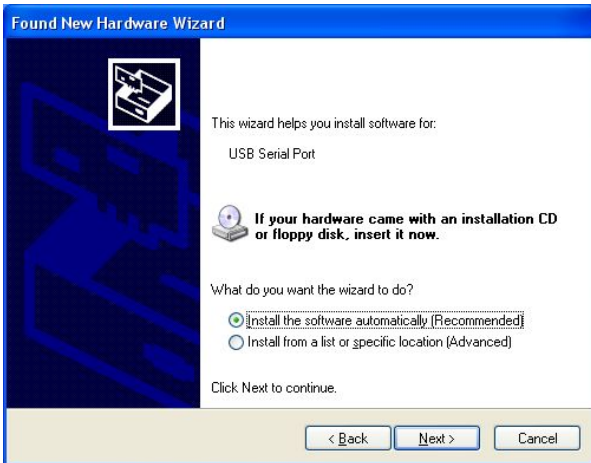 Found New Hardware Wizard
This wizard helps you install software for:
USB Serial Port
If your hardware came with an installation CD
or floppy disk, insert it now.
What do you want the wizard to do?
Install the software automatically (Recommended)
Install from a list or specific location (Advanced)
Click Next to continue.
< Back Next > Cancel